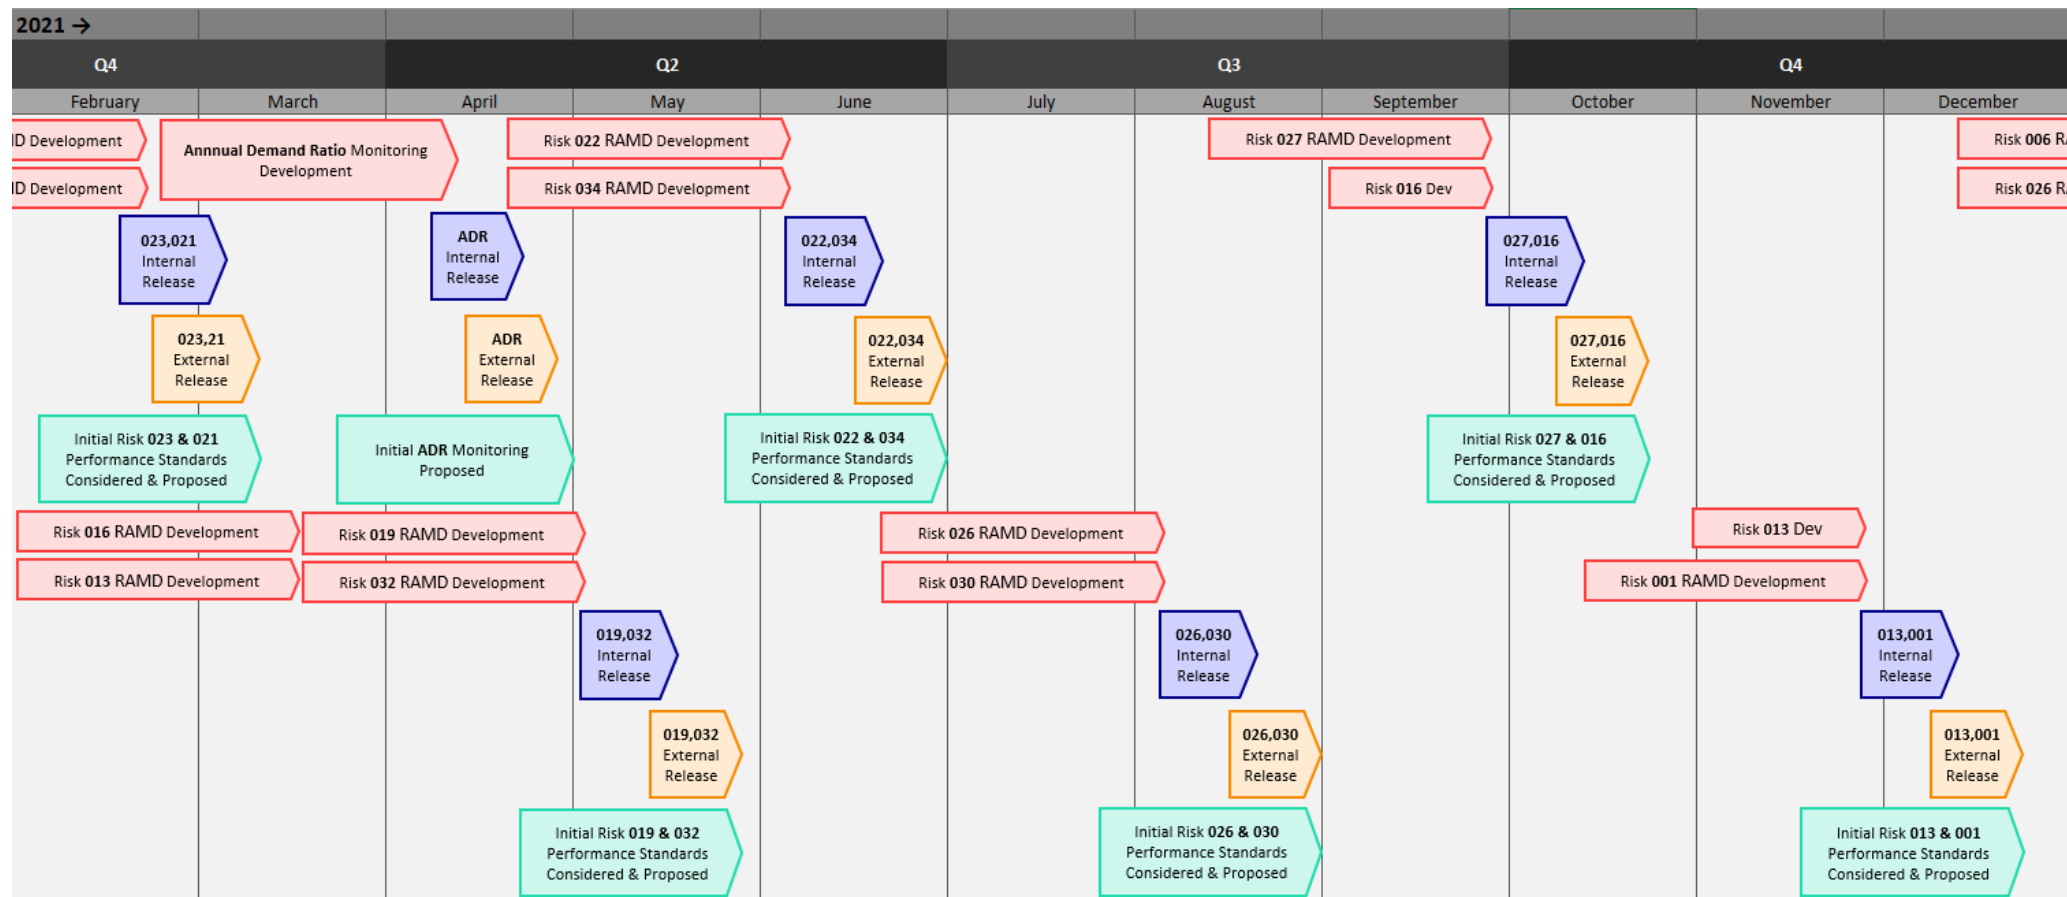 2021 →
Q4 Q2 Q3 Q4
February March April May June July August September October November December
ID Development
Annnual Demand Ratio Monitoring
Development
Risk 022 RAMD Development
Risk 027 RAMD Development
Risk 006 RA
ID Development
Risk 034 RAMD Development
Risk 016 Dev
Risk 026 RA
023,021
Internal
Release
ADR
Internal
Release
022,034
Internal
Release
027,016
Internal
Release
023,21
External
Release
ADR
External
Release
022,034
External
Release
027,016
External
Release
Initial Risk 023 & 021
Performance Standards
Considered & Proposed
Initial ADR Monitoring
Proposed
Initial Risk 022 & 034
Performance Standards
Considered & Proposed
Initial Risk 027 & 016
Performance Standards
Considered & Proposed
Risk 016 RAMD Development
Risk 019 RAMD Development
Risk 026 RAMD Development
Risk 013 Dev
Risk 013 RAMD Development
Risk 032 RAMD Development
Risk 030 RAMD Development
Risk 001 RAMD Development
019,032
Internal
Release
026,030
Internal
Release
013,001
Internal
Release
019,032
External
Release
026,030
External
Release
013,001
External
Release
Initial Risk 019 & 032
Performance Standards
Considered & Proposed
Initial Risk 026 & 030
Performance Standards
Considered & Proposed
Initial Risk 013 & 001
Performance Standards
Considered & Proposed